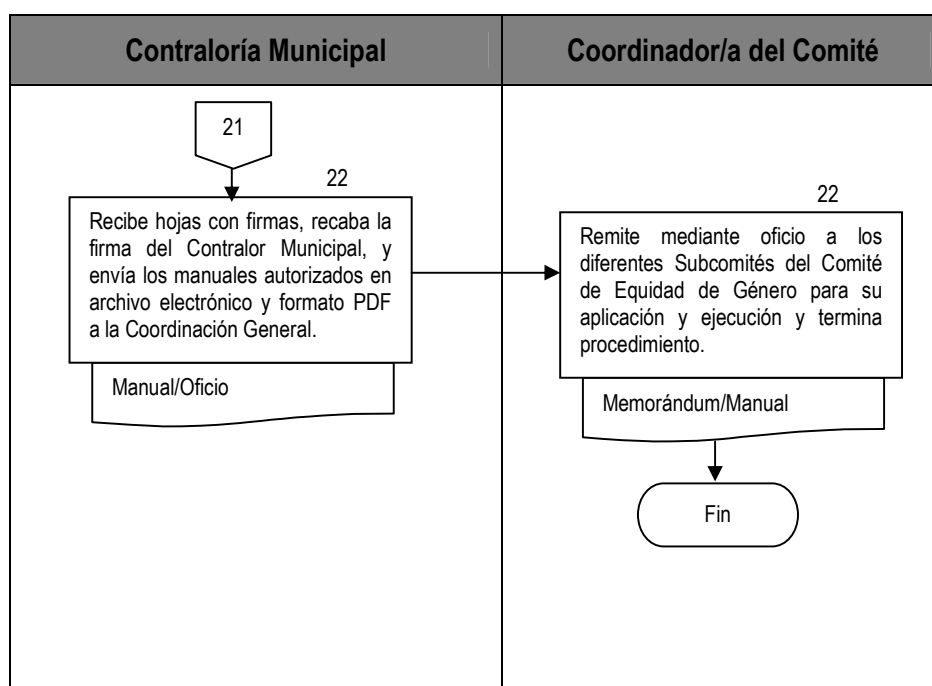 Contraloría Municipal
Coordinador/a del Comité
21
22
Recibe hojas con firmas, recaba la
firma del Contralor Municipal, y
envía los manuales autorizados en
archivo electrónico y formato PDF
a la Coordinación General.
Manual/Oficio
22
Remite mediante oficio a los
diferentes Subcomités del Comité
de Equidad de Género para su
aplicación y ejecución y termina
procedimiento.
Memorándum/Manual
Fin